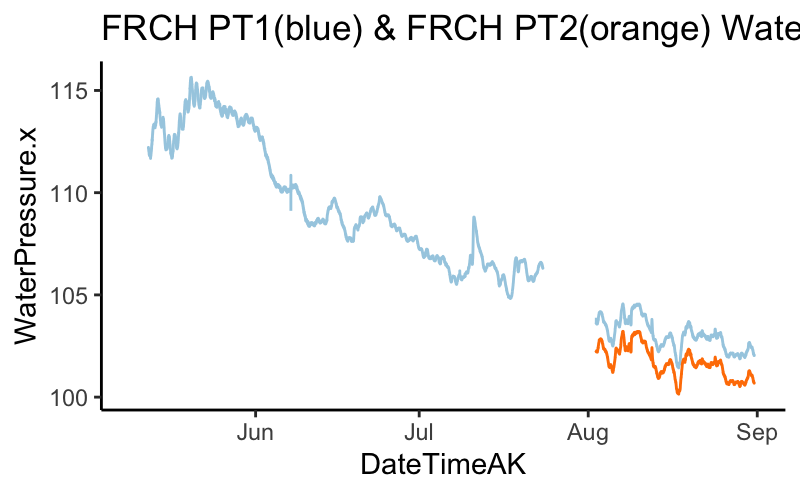 FRCH PT1(blue) & FRCH PT2(orange) Wate
115
110
105
100
WaterPressure.x
Jun
Jul
Aug
Sep
DateTimeAK